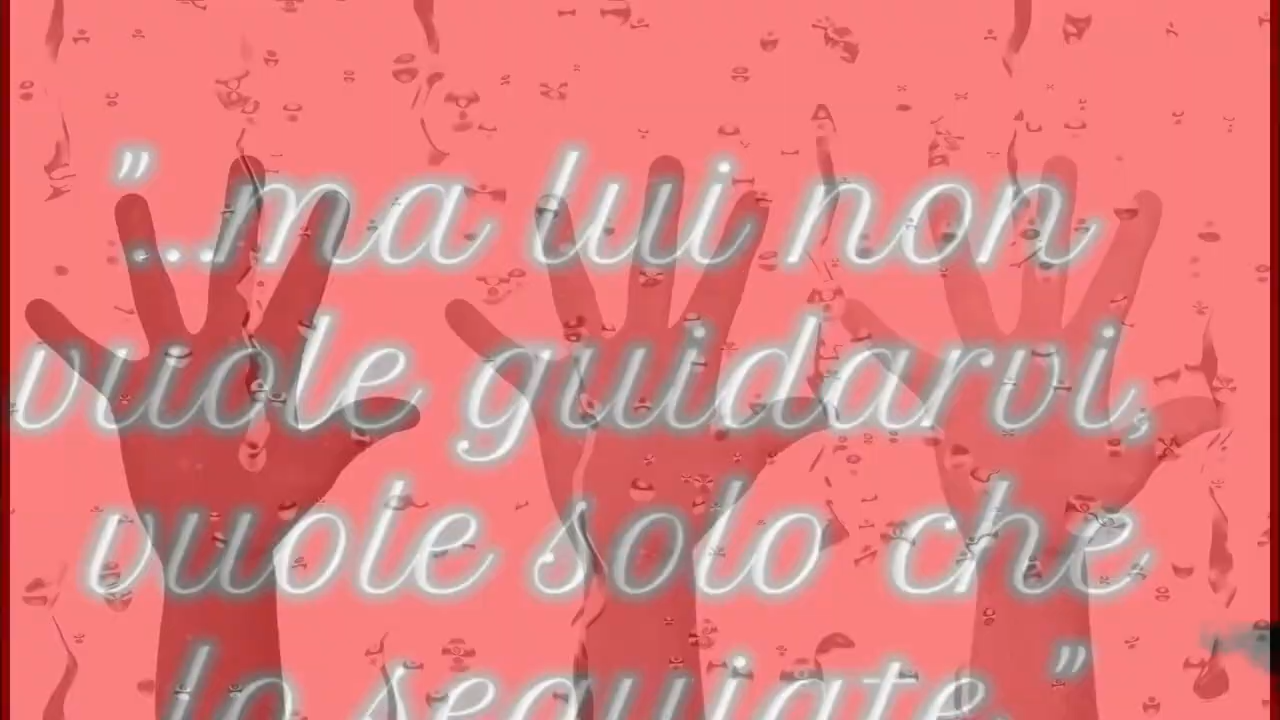 "...ma lui non
vuole guidarvi,
vuole solo che
lo seguiate."